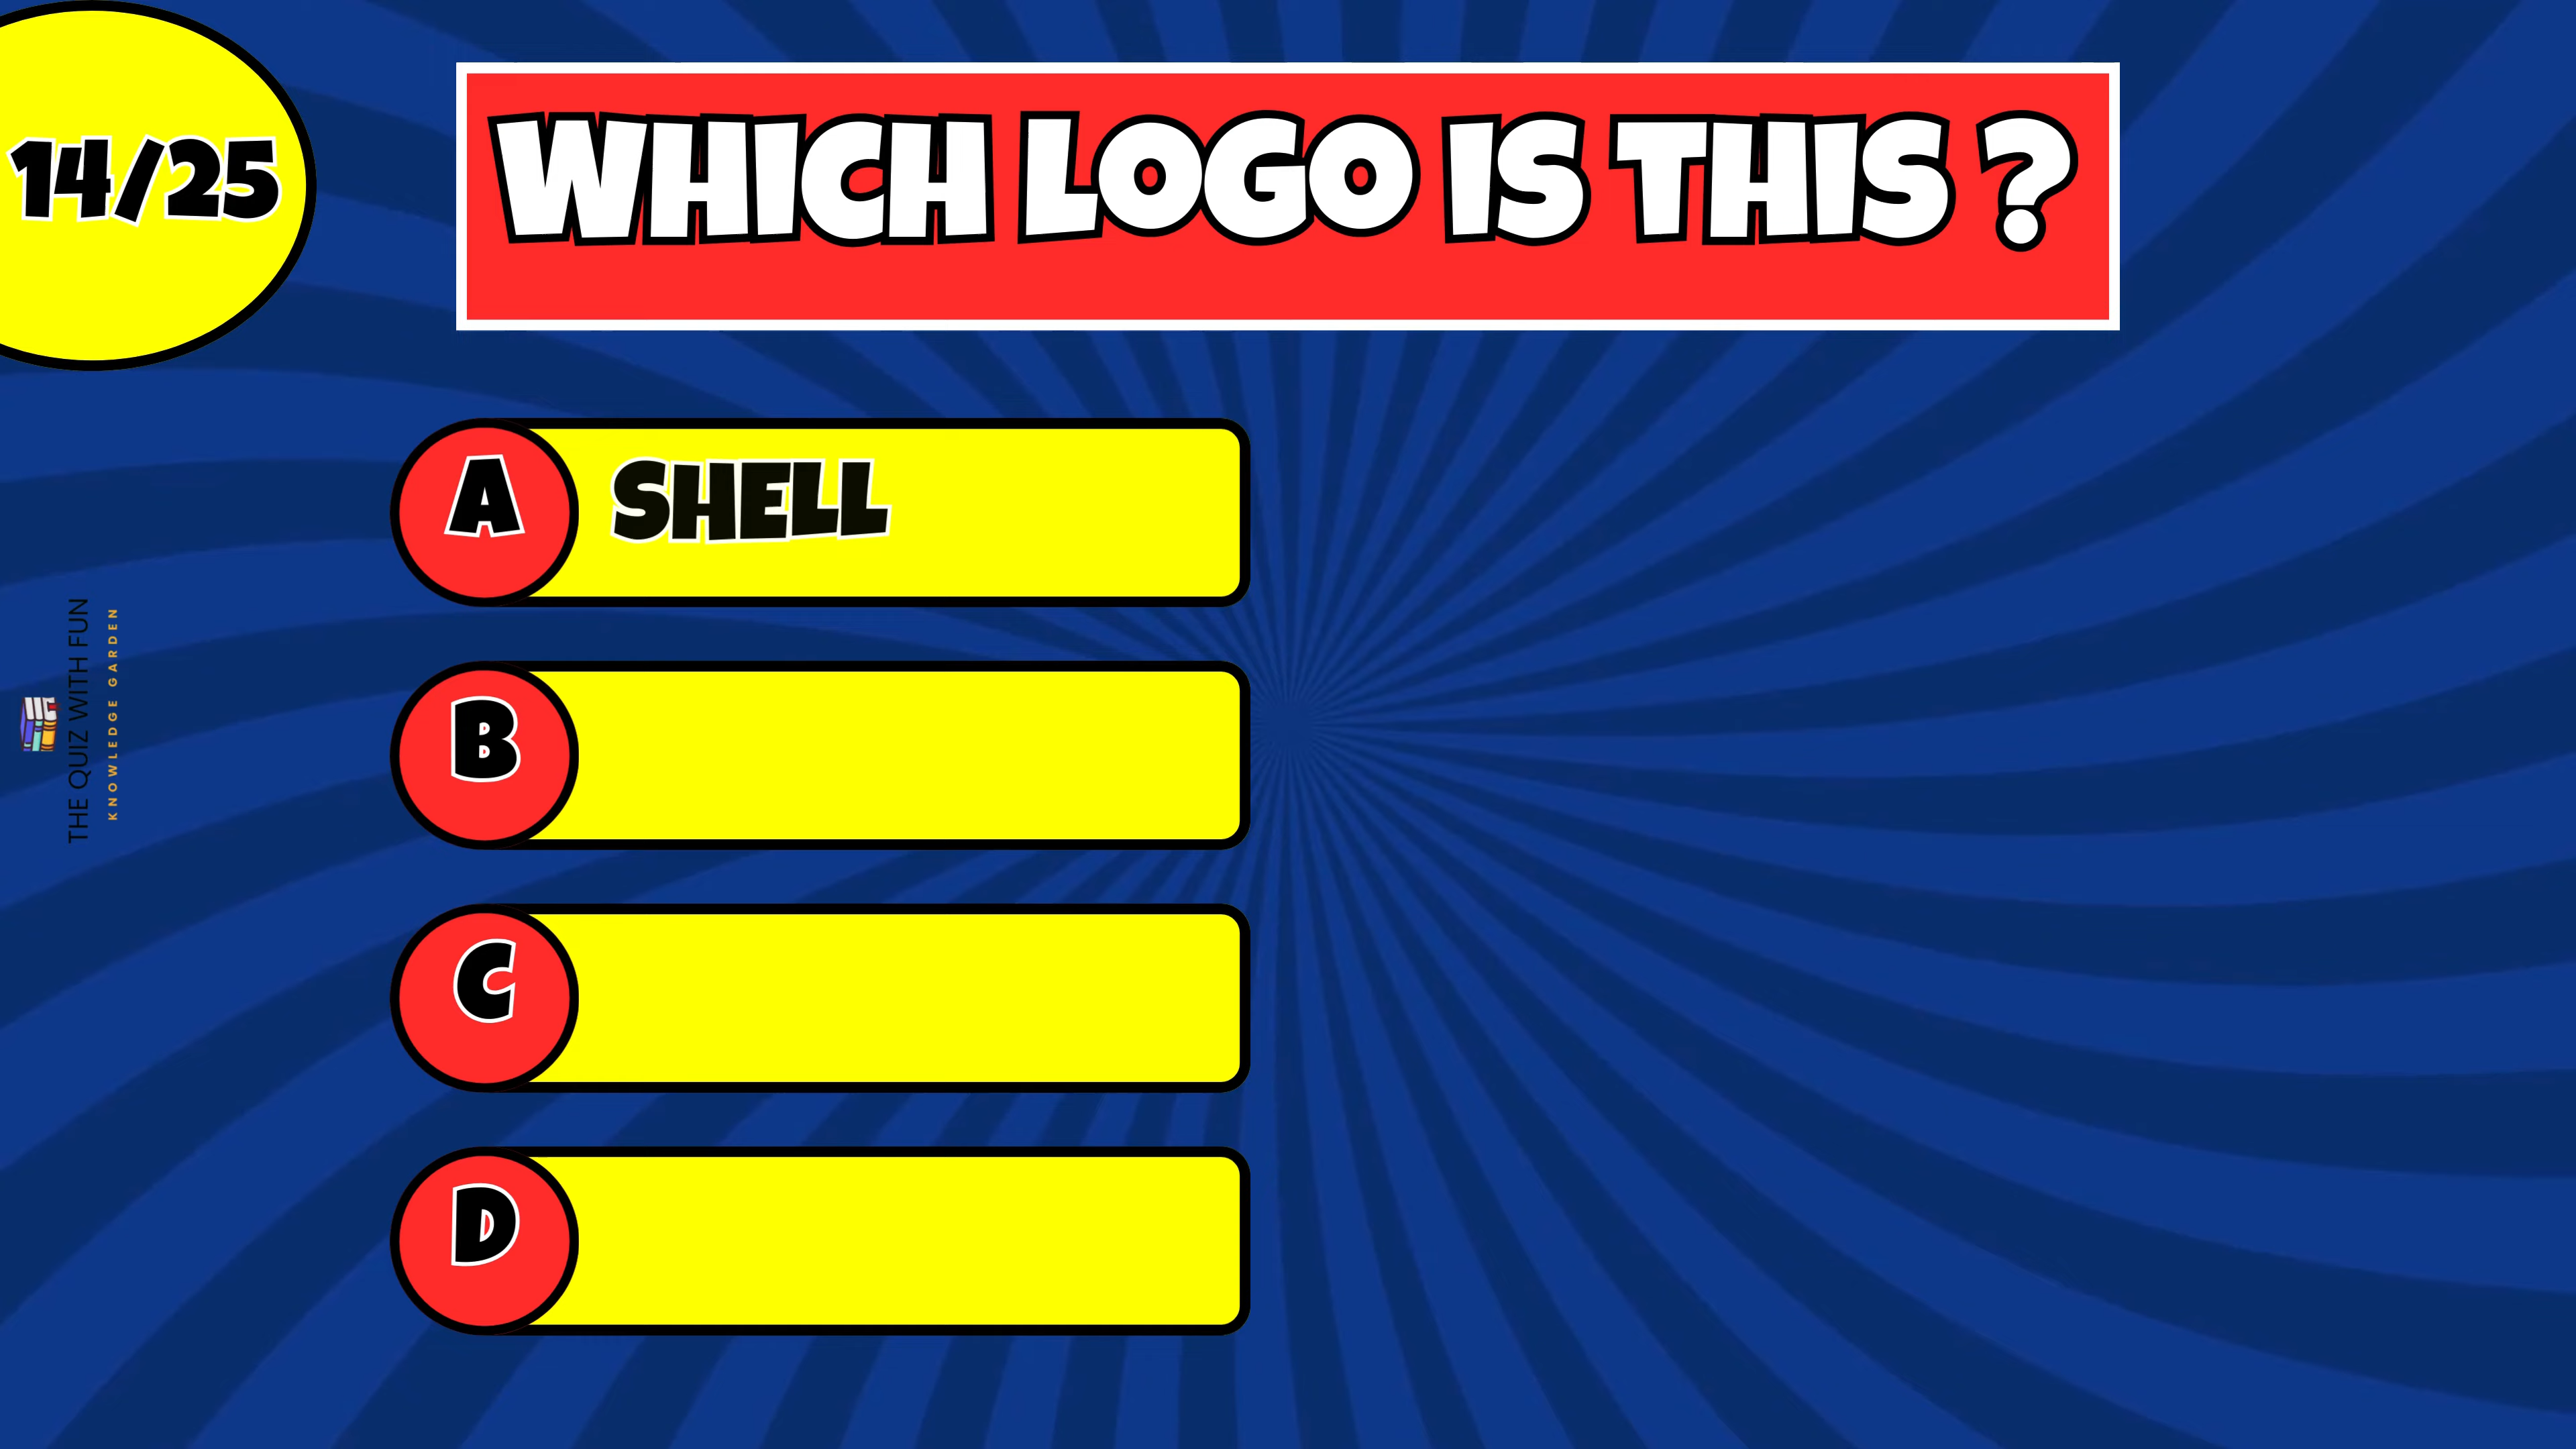 14/25
WHICH LOGO IS THIS ?
A SHELL
B
C
D
THE QUIZ WITH FUN
KNOWLEDGE GARDEN